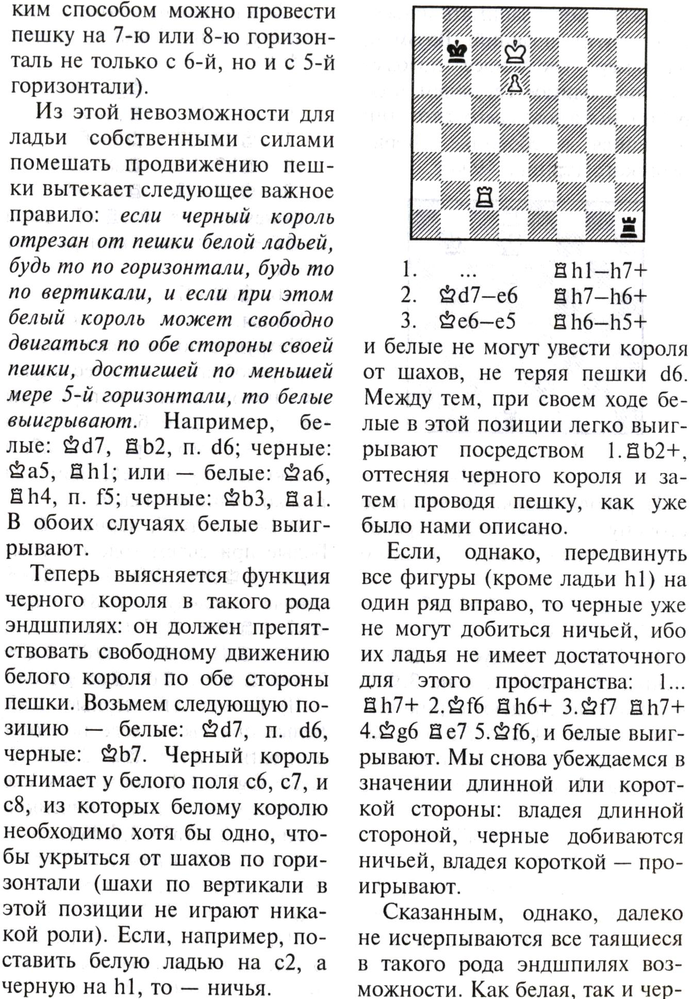 ким способом можно провести
пешку на 7-ю или 8-ю горизон-
таль не только с 6-й, но и с 5-й
горизонтали).
Из этой невозможности для
ладьи собственными силами
помешать продвижению пеш-
ки вытекает следующее важное
правило: если черный король
отрезан от пешки белой ладьей,
будь то по горизонтали, будь то
по вертикали, и если при этом
белый король может свободно
двигаться по обе стороны своей
пешки, достигшей по меньшей
мере 5-й горизонтали, то белые
выигрывают. Например, бе-
лые: ♔d7, ♖b2, п. d6; черные:
♔a5, ♖h1; или — белые: ♔a6,
♖h4, п. f5; черные: ♔b3, ♖a1.
В обоих случаях белые выиг-
рывают.
Теперь выясняется функция
черного короля в такого рода
эндшпилях: он должен препят-
ствовать свободному движению
белого короля по обе стороны
пешки. Возьмем следующую по-
зицию — белые: ♔d7, п. d6,
черные: ♔b7. Черный король
отнимает у белого поля c6, c7, и
c8, из которых белому королю
необходимо хотя бы одно, что-
бы укрыться от шахов по гори-
зонтали (шахи по вертикали в
этой позиции не играют ника-
кой роли). Если, например, по-
ставить белую ладью на c2, а
черную на h1, то — ничья.
1. ... ♖h1–h7+
2. ♔d7–e6 ♖h7–h6+
3. ♔e6–e5 ♖h6–h5+
и белые не могут увести короля
от шахов, не теряя пешки d6.
Между тем, при своем ходе бе-
лые в этой позиции легко выиг-
рывают посредством 1.♖b2+,
оттесняя черного короля и за-
тем проводя пешку, как уже
было нами описано.
Если, однако, передвинуть
все фигуры (кроме ладьи h1) на
один ряд вправо, то черные уже
не могут добиться ничьей, ибо
их ладья не имеет достаточного
для этого пространства: 1...
♖h7+ 2.♔f6 ♖h6+ 3.♔f7 ♖h7+
4.♔g6 ♖e7 5.♔f6, и белые выиг-
рывают. Мы снова убеждаемся в
значении длинной или корот-
кой стороны: владея длинной
стороной, черные добиваются
ничьей, владея короткой — про-
игрывают.
Сказанным, однако, далеко
не исчерпываются все таящиеся
в такого рода эндшпилях воз-
можности. Как белая, так и чер-